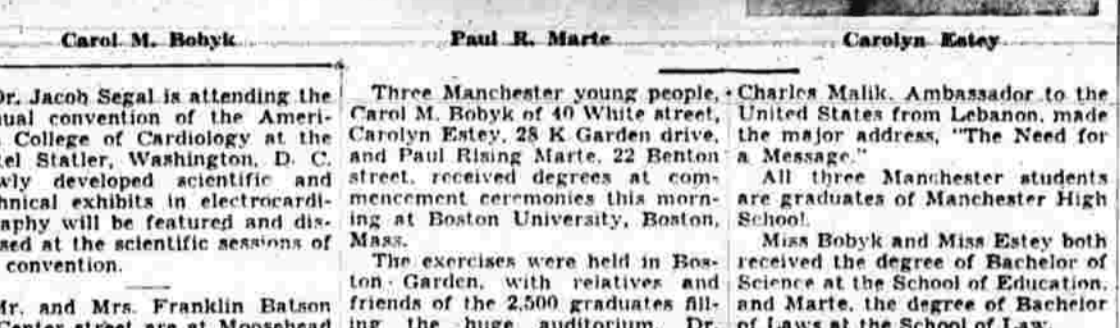 Carol M. Bobyk
Paul R. Marte
Carolyn Estey
Dr. Jacob Segal is attending the
convention of the Ameri-
College of Cardiology at the
Statler, Washington, D. C.
developed scientific and
exhibits in electrocardi-
will be featured and dis-
at the scientific sessions of
convention.
Mr. and Mrs. Franklin Batson
Center street are at Moosehead
Three Manchester young people,
Carol M. Bobyk of 40 White street,
Carolyn Estey, 28 K Garden drive,
and Paul Rising Marte, 22 Benton
street, received degrees at com-
mencement ceremonies this morn-
ing at Boston University, Boston,
Mass.
The exercises were held in Bos-
ton Garden, with relatives and
friends of the 2,500 graduates fill-
ing the huge auditorium. Dr.
Charles Malik, Ambassador to the
United States from Lebanon, made
the major address, "The Need for
a Message."
All three Manchester students
are graduates of Manchester High
School.
Miss Bobyk and Miss Estey both
received the degree of Bachelor of
Science at the School of Education,
and Marte, the degree of Bachelor
of Laws at the School of Law.